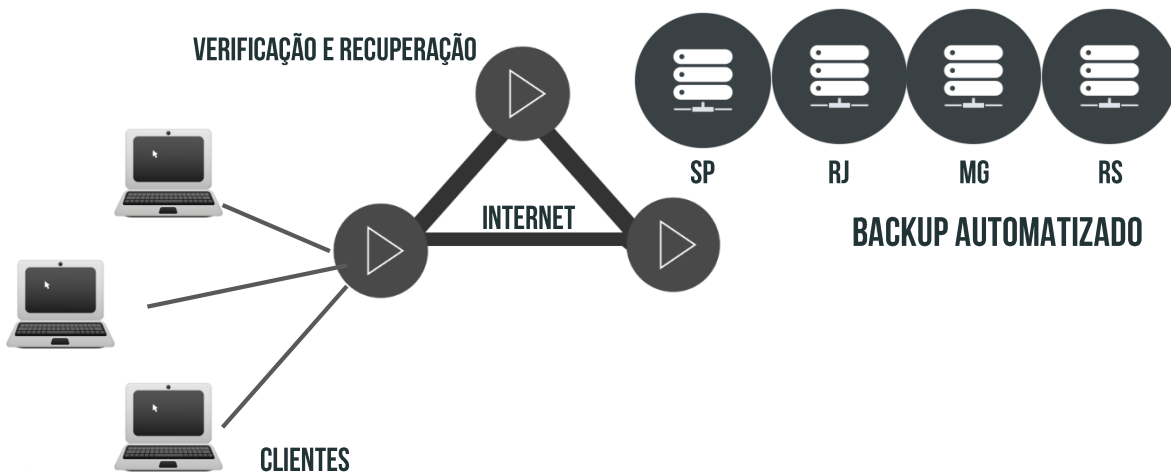 VERIFICAÇÃO E RECUPERAÇÃO
SP
RJ
MG
RS
INTERNET
BACKUP AUTOMATIZADO
CLIENTES